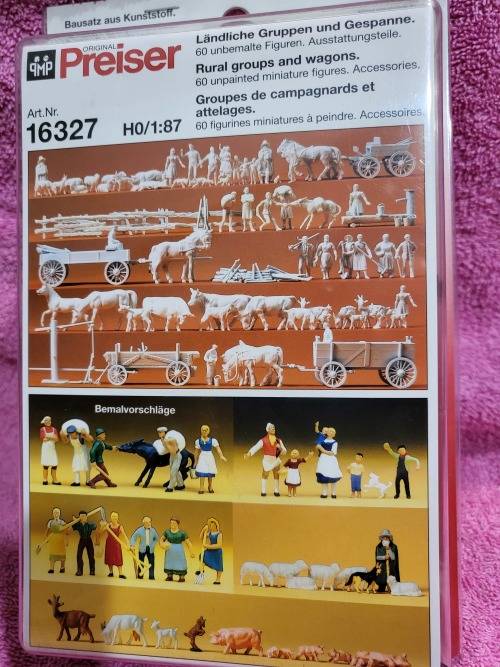 Bausatz aus Kunststoff.
PMP
ORIGINAL
Preiser
Ländliche Gruppen und Gespanne.
60 unbemalte Figuren. Ausstattungsteile.
Rural groups and wagons.
60 unpainted miniature figures. Accessories.
Groupes de campagnards et
attelages.
60 figurines miniatures à peindre. Accessoires.
Art.Nr.
16327 H0/1:87
Bemalvorschläge